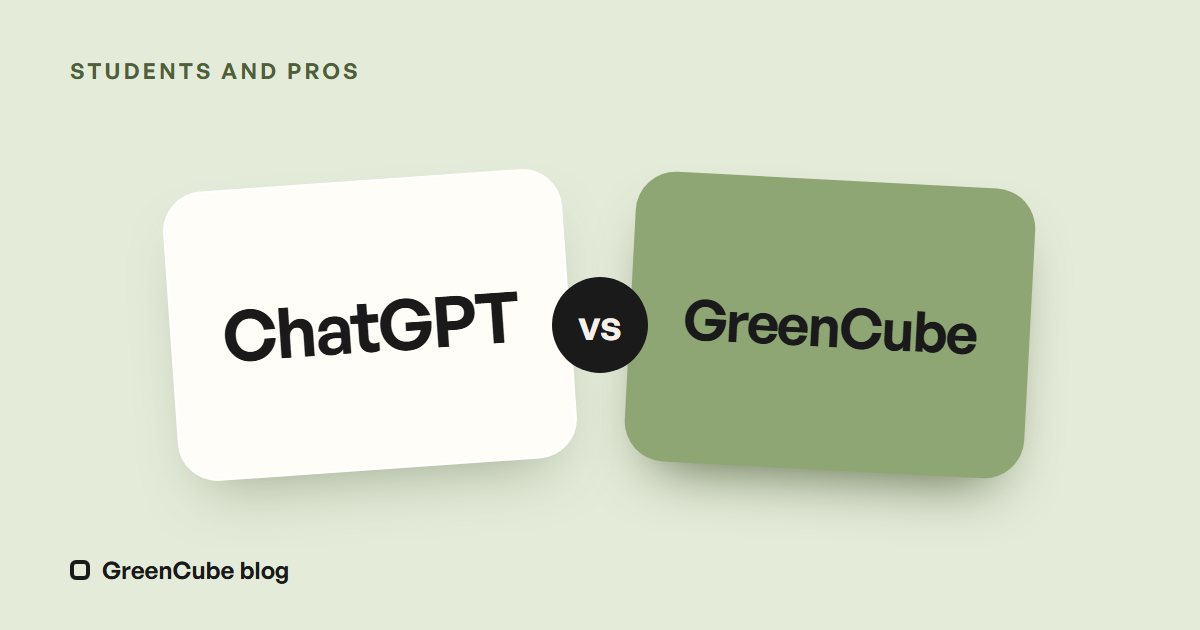 STUDENTS AND PROS
ChatGPT
vs
GreenCube
GreenCube blog